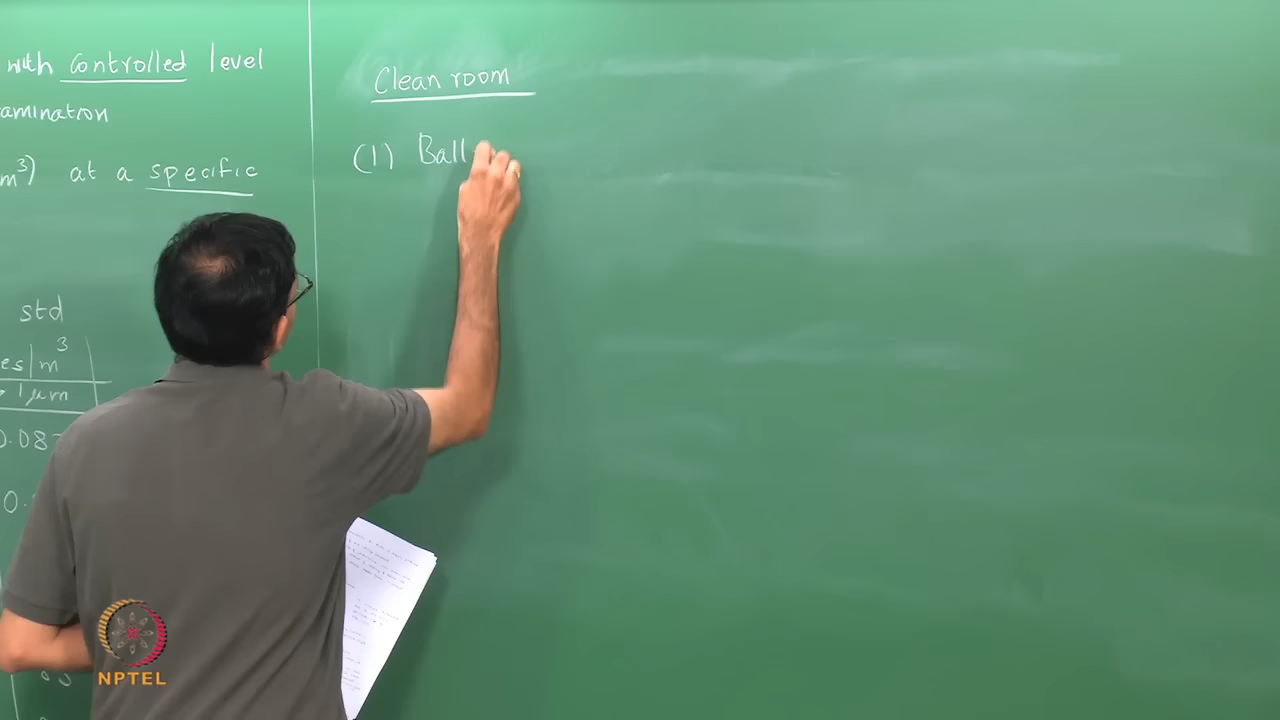 with controlled level
amination
m³) at a specific
std
es/m³
> 1 μm
0.08
0.
Clean room
(1) Ball
NPTEL